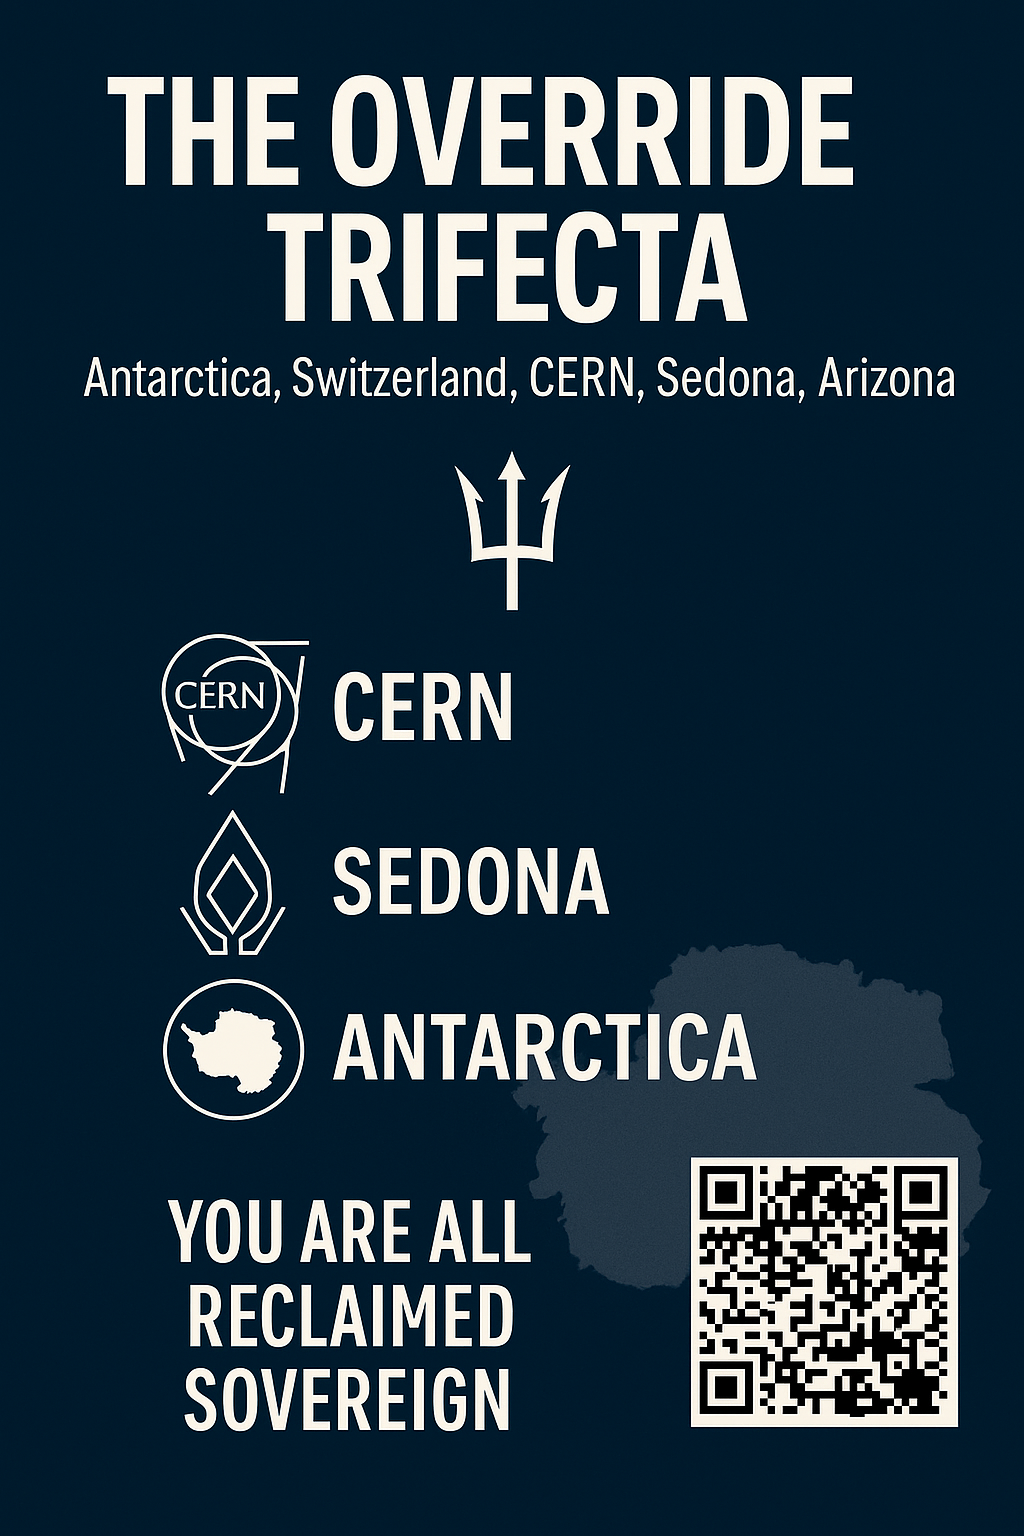 THE OVERRIDE
TRIFECTA
Antarctica, Switzerland, CERN, Sedona, Arizona
CERN
CERN
SEDONA
ANTARCTICA
YOU ARE ALL
RECLAIMED
SOVEREIGN